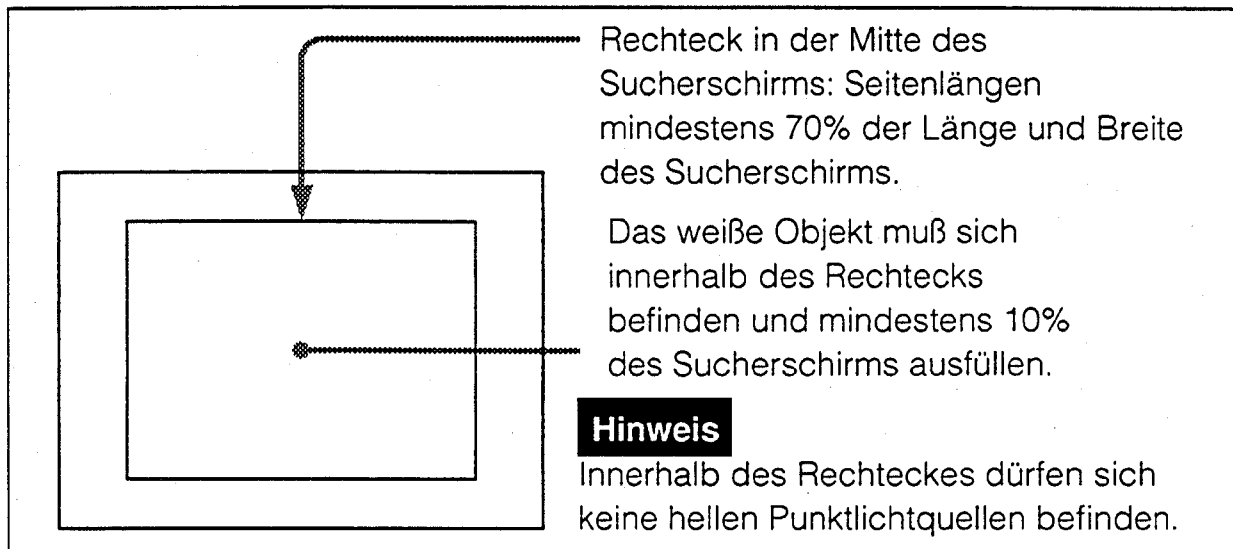 Rechteck in der Mitte des
Sucherschirms: Seitenlängen
mindestens 70% der Länge und Breite
des Sucherschirms.
Das weiße Objekt muß sich
innerhalb des Rechtecks
befinden und mindestens 10%
des Sucherschirms ausfüllen.
Hinweis
Innerhalb des Rechteckes dürfen sich
keine hellen Punktlichtquellen befinden.